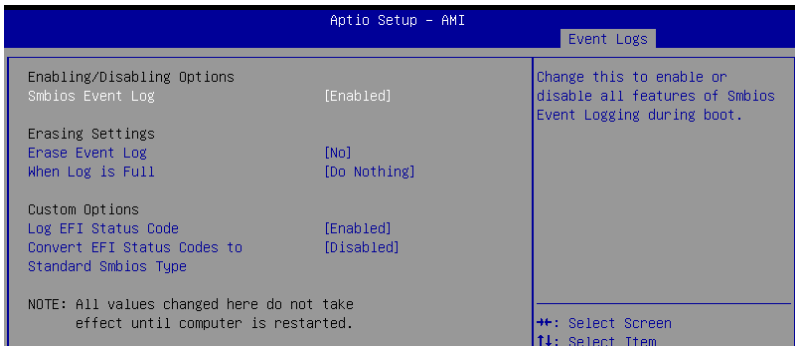 Aptio Setup - AMI
Event Logs
Enabling/Disabling Options
Smbios Event Log [Enabled]
Erasing Settings
Erase Event Log [No]
When Log is Full [Do Nothing]
Custom Options
Log EFI Status Code [Enabled]
Convert EFI Status Codes to [Disabled]
Standard Smbios Type
NOTE: All values changed here do not take
effect until computer is restarted.
Change this to enable or
disable all features of Smbios
Event Logging during boot.
→←: Select Screen
↑↓: Select Item